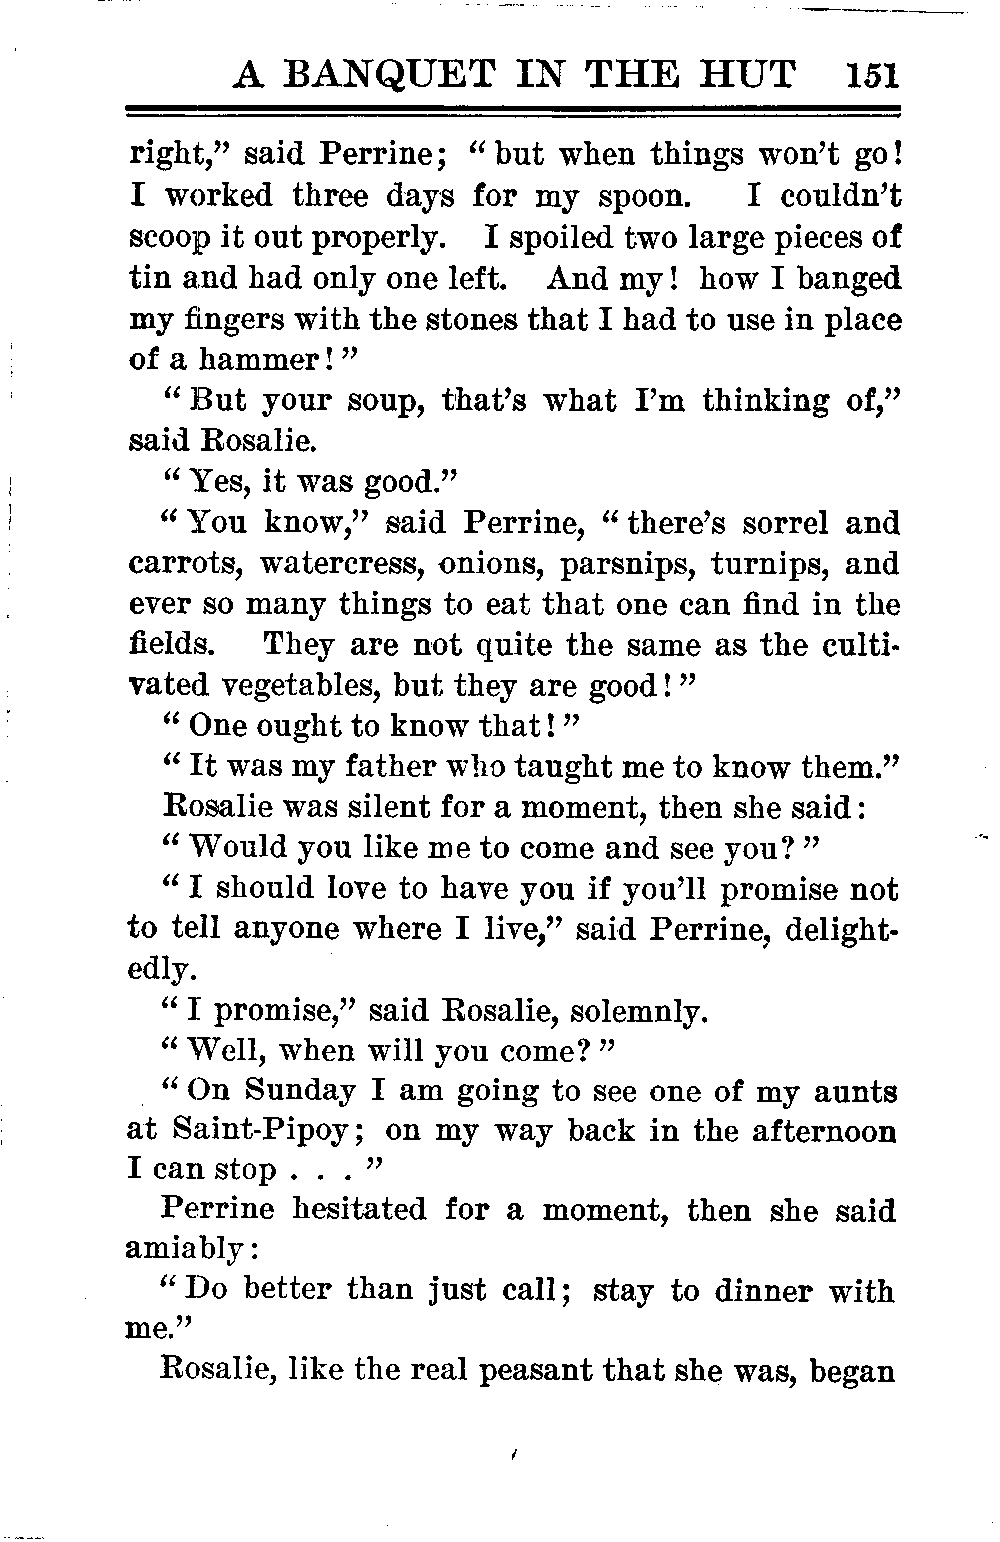 A BANQUET IN THE HUT 151
right," said Perrine; "but when things won't go!
I worked three days for my spoon. I couldn't
scoop it out properly. I spoiled two large pieces of
tin and had only one left. And my! how I banged
my fingers with the stones that I had to use in place
of a hammer!"
"But your soup, that's what I'm thinking of,"
said Rosalie.
"Yes, it was good."
"You know," said Perrine, "there's sorrel and
carrots, watercress, onions, parsnips, turnips, and
ever so many things to eat that one can find in the
fields. They are not quite the same as the culti-
vated vegetables, but they are good!"
"One ought to know that!"
"It was my father who taught me to know them."
Rosalie was silent for a moment, then she said:
"Would you like me to come and see you?"
"I should love to have you if you'll promise not
to tell anyone where I live," said Perrine, delight-
edly.
"I promise," said Rosalie, solemnly.
"Well, when will you come?"
"On Sunday I am going to see one of my aunts
at Saint-Pipoy; on my way back in the afternoon
I can stop . . ."
Perrine hesitated for a moment, then she said
amiably:
"Do better than just call; stay to dinner with
me."
Rosalie, like the real peasant that she was, began